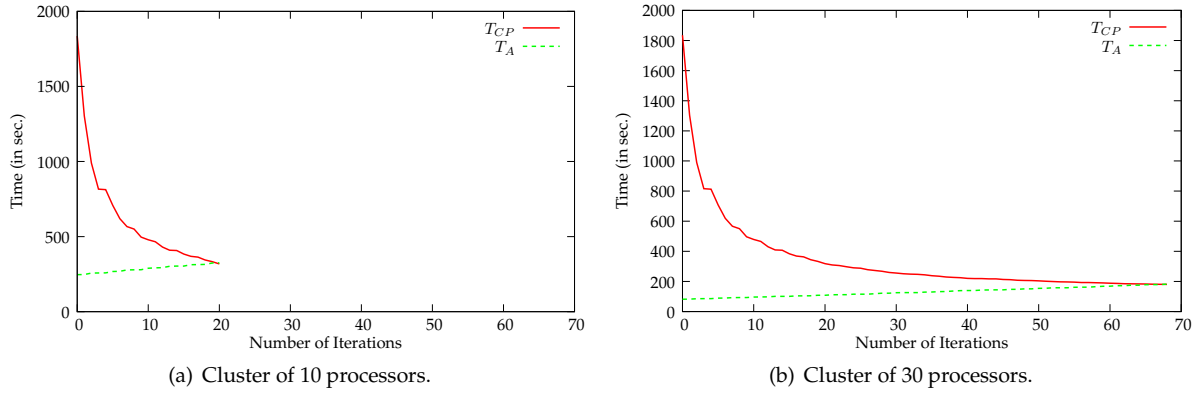 2000
1500
1000
500
0
Time (in sec.)
T_CP
T_A
0 10 20 30 40 50 60 70
Number of Iterations
(a) Cluster of 10 processors.
2000
1800
1600
1400
1200
1000
800
600
400
200
0
Time (in sec.)
T_CP
T_A
0 10 20 30 40 50 60 70
Number of Iterations
(b) Cluster of 30 processors.